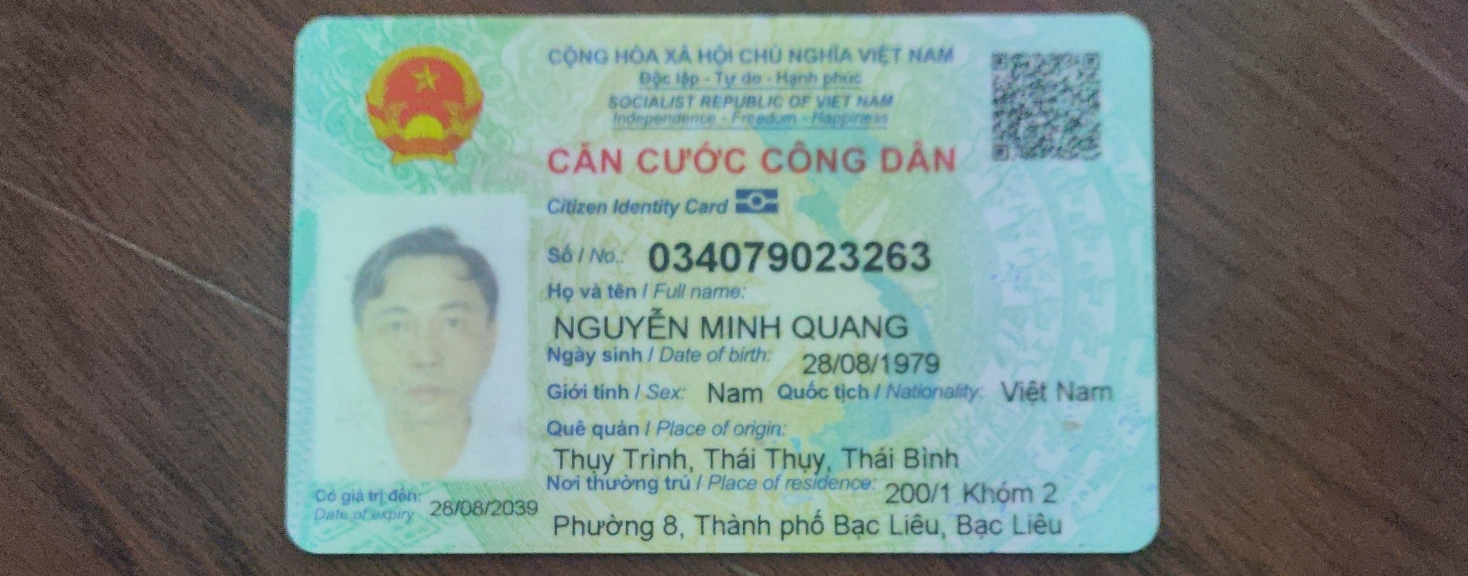 CỘNG HÒA XÃ HỘI CHỦ NGHĨA VIỆT NAM
Độc lập - Tự do - Hạnh phúc
SOCIALIST REPUBLIC OF VIET NAM
Independence - Freedom - Happiness
CĂN CƯỚC CÔNG DÂN
Citizen Identity Card
Số / No.: 034079023263
Họ và tên / Full name:
NGUYỄN MINH QUANG
Ngày sinh / Date of birth: 28/08/1979
Giới tính / Sex: Nam Quốc tịch / Nationality: Việt Nam
Quê quán / Place of origin:
Thụy Trình, Thái Thụy, Thái Bình
Nơi thường trú / Place of residence: 200/1 Khóm 2
Phường 8, Thành phố Bạc Liêu, Bạc Liêu
Có giá trị đến: 28/08/2039
Date of expiry